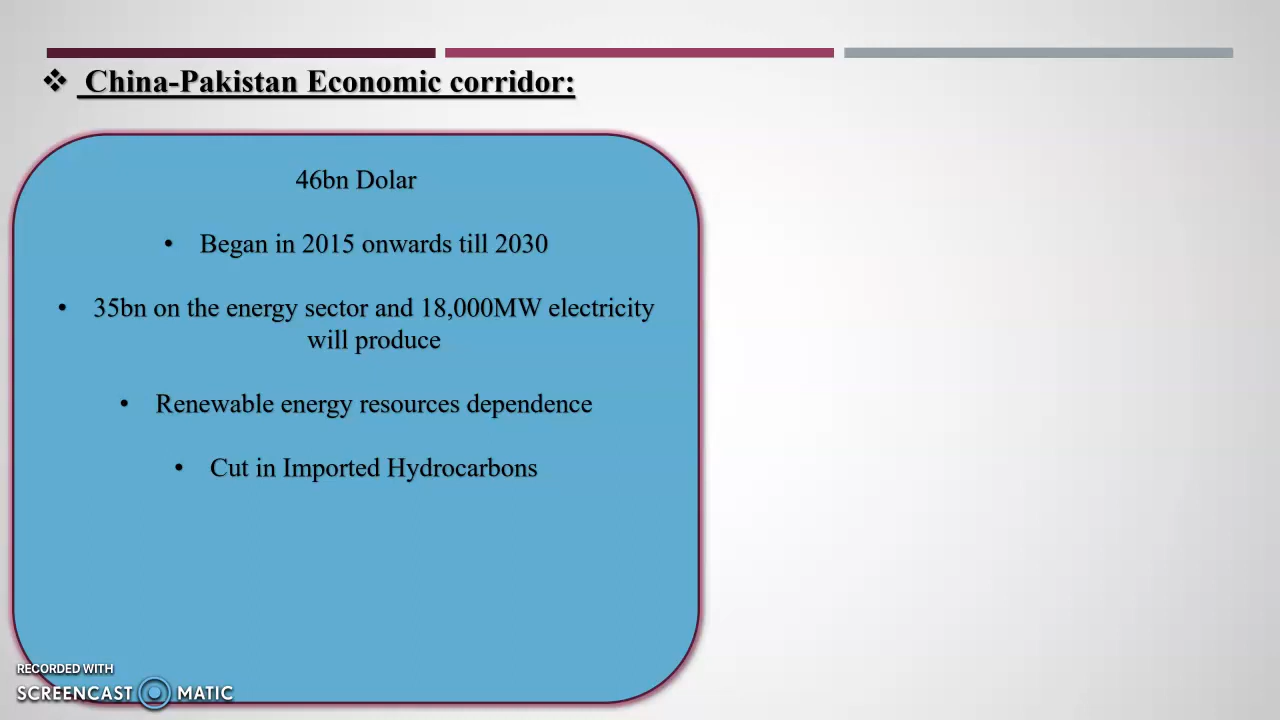 ❖ China-Pakistan Economic corridor:
46bn Dolar
• Began in 2015 onwards till 2030
• 35bn on the energy sector and 18,000MW electricity
will produce
• Renewable energy resources dependence
• Cut in Imported Hydrocarbons
RECORDED WITH
SCREENCAST MATIC